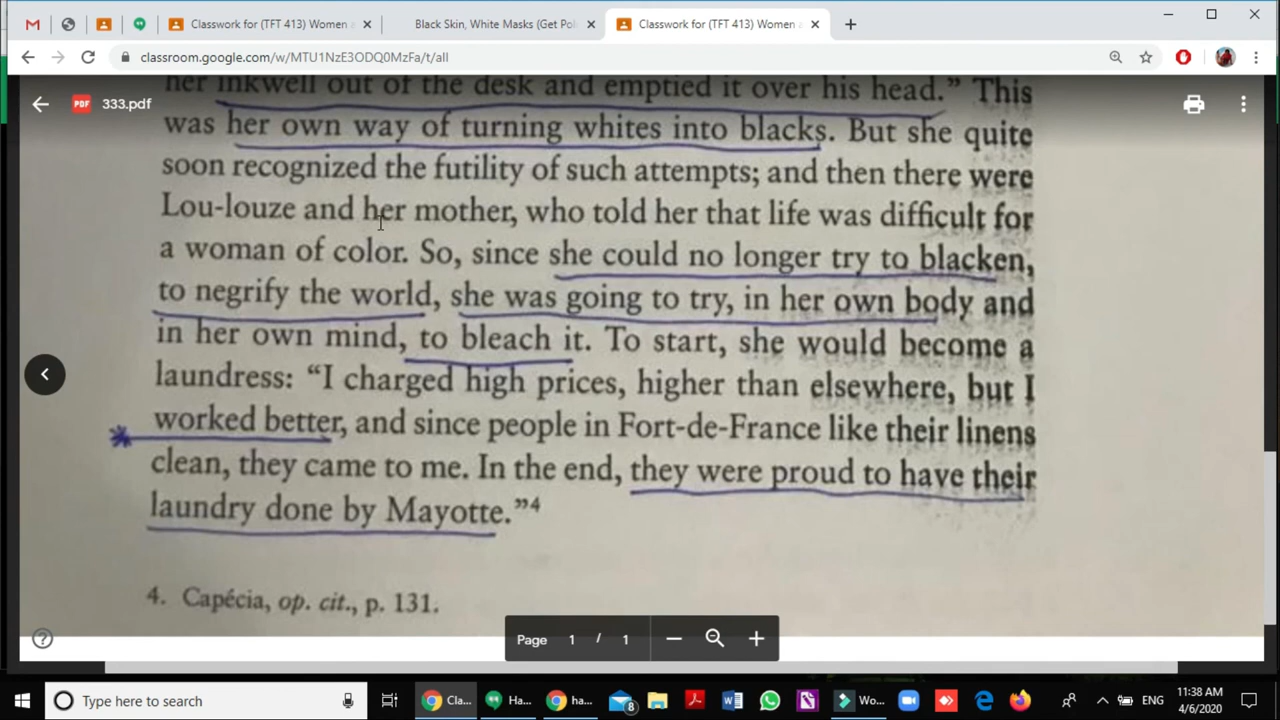 Classwork for (TFT 413) Women a
Black Skin, White Masks (Get Pol
Classwork for (TFT 413) Women a
classroom.google.com/w/MTU1NzE3ODQ0MzFa/t/all
PDF 333.pdf
her inkwell out of the desk and emptied it over his head.” This
was her own way of turning whites into blacks. But she quite
soon recognized the futility of such attempts; and then there were
Lou-louze and her mother, who told her that life was difficult for
a woman of color. So, since she could no longer try to blacken,
to negrify the world, she was going to try, in her own body and
in her own mind, to bleach it. To start, she would become a
laundress: “I charged high prices, higher than elsewhere, but I
worked better, and since people in Fort-de-France like their linens
clean, they came to me. In the end, they were proud to have their
laundry done by Mayotte.”4
4. Capécia, op. cit., p. 131.
Page 1 / 1
Type here to search
Cla...
Ha...
ha...
8
Wo...
ENG
11:38 AM
4/6/2020